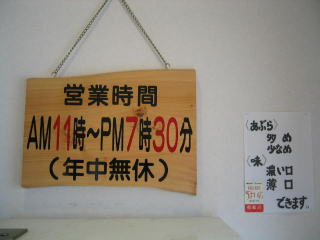 営業時間
AM11時～PM7時30分
（年中無休）
〈あぶら〉
多め
少なめ
〈味〉
濃い口
薄口
できます。